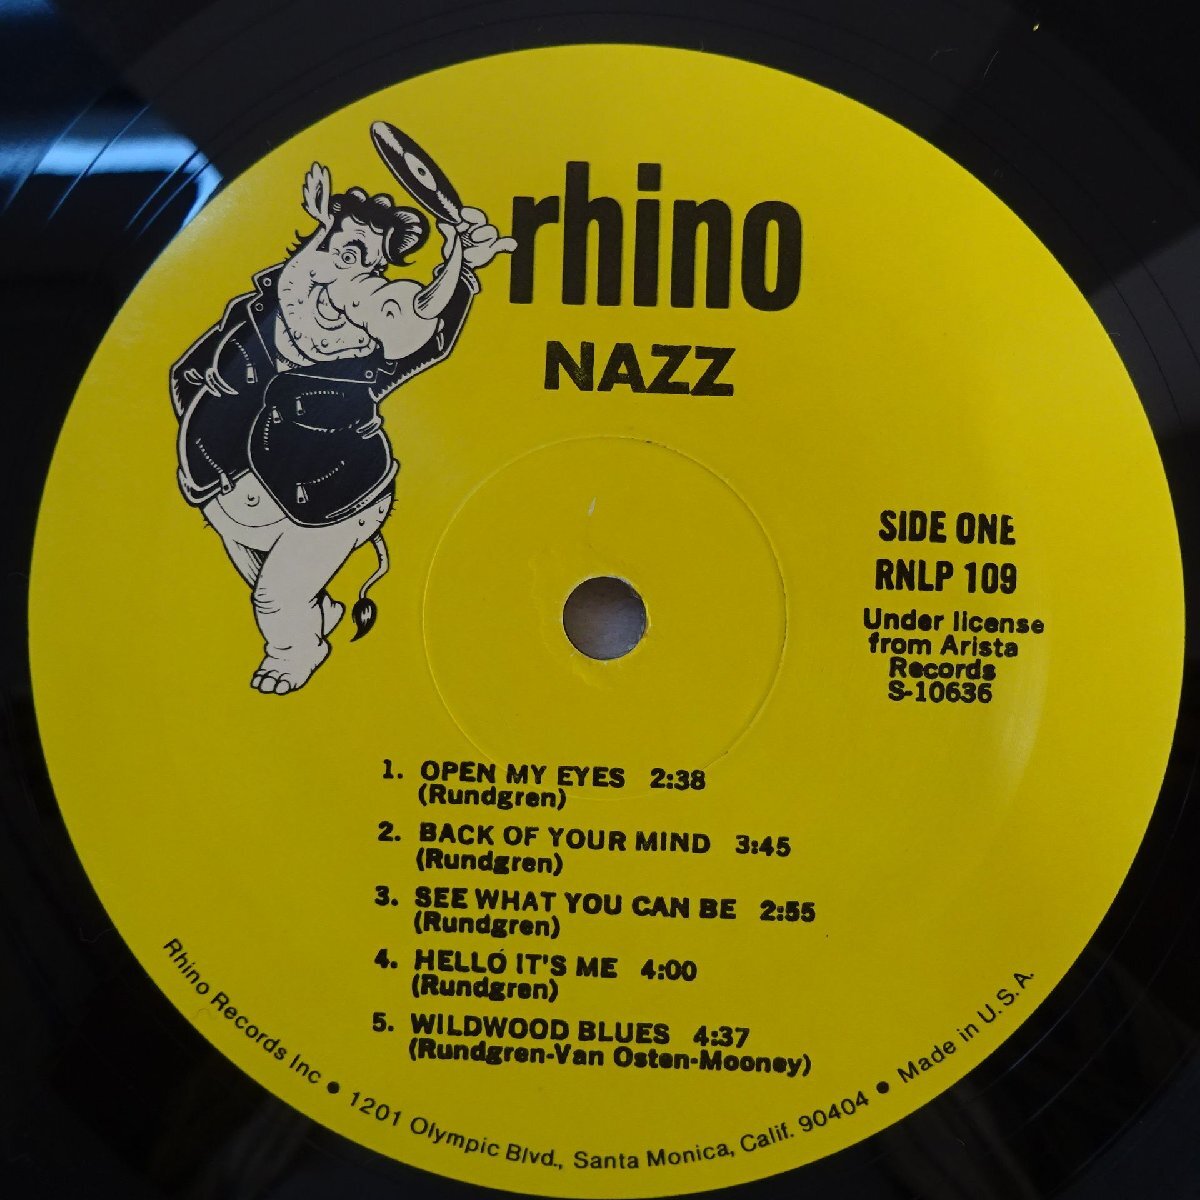 rhino
NAZZ
SIDE ONE
RNLP 109
Under license
from Arista
Records
S-10636
1. OPEN MY EYES 2:38
(Rundgren)
2. BACK OF YOUR MIND 3:45
(Rundgren)
3. SEE WHAT YOU CAN BE 2:55
(Rundgren)
4. HELLO IT'S ME 4:00
(Rundgren)
5. WILDWOOD BLUES 4:37
(Rundgren-Van Osten-Mooney)
Rhino Records Inc • 1201 Olympic Blvd., Santa Monica, Calif. 90404 • Made in U.S.A.